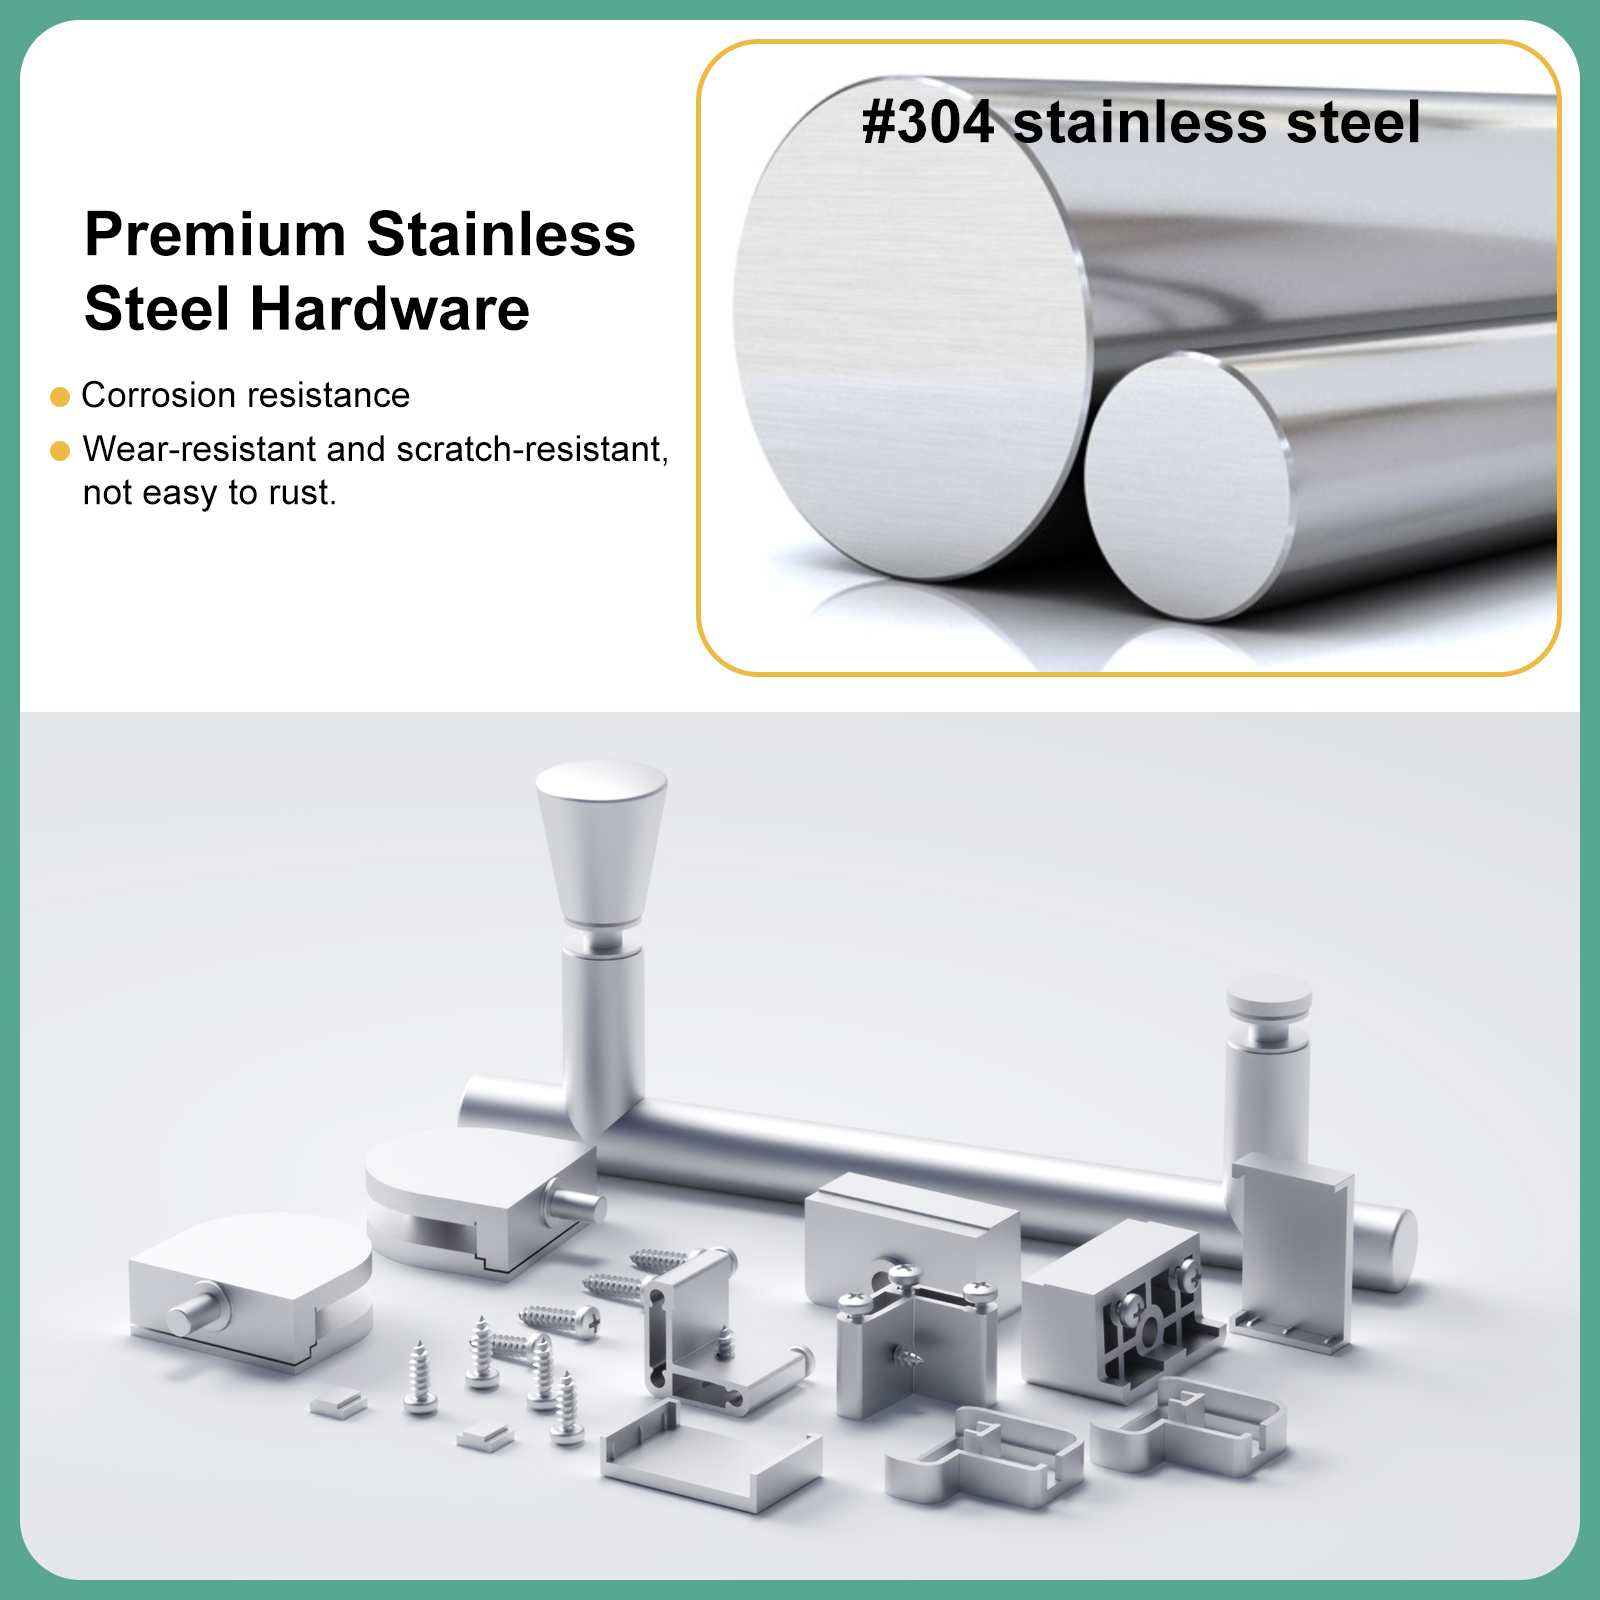 Premium Stainless
Steel Hardware
Corrosion resistance
Wear-resistant and scratch-resistant,
not easy to rust.
#304 stainless steel